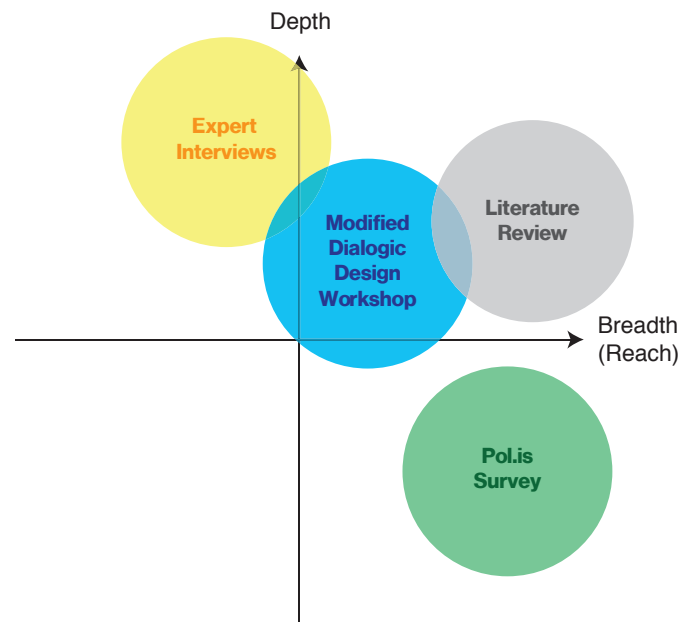 Depth
Expert
Interviews
Modified
Dialogic
Design
Workshop
Literature
Review
Breadth
(Reach)
Pol.is
Survey